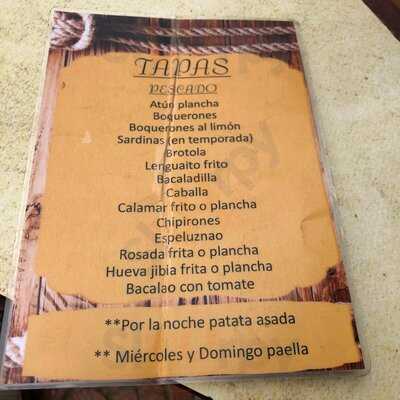 TAPAS
PESCADO
Atún plancha
Boquerones
Boquerones al limón
Sardinas (en temporada)
Brotola
Lenguaito frito
Bacaladilla
Caballa
Calamar frito o plancha
Chipirones
Espeluznao
Rosada frita o plancha
Hueva jibia frita o plancha
Bacalao con tomate
**Por la noche patata asada
** Miércoles y Domingo paella